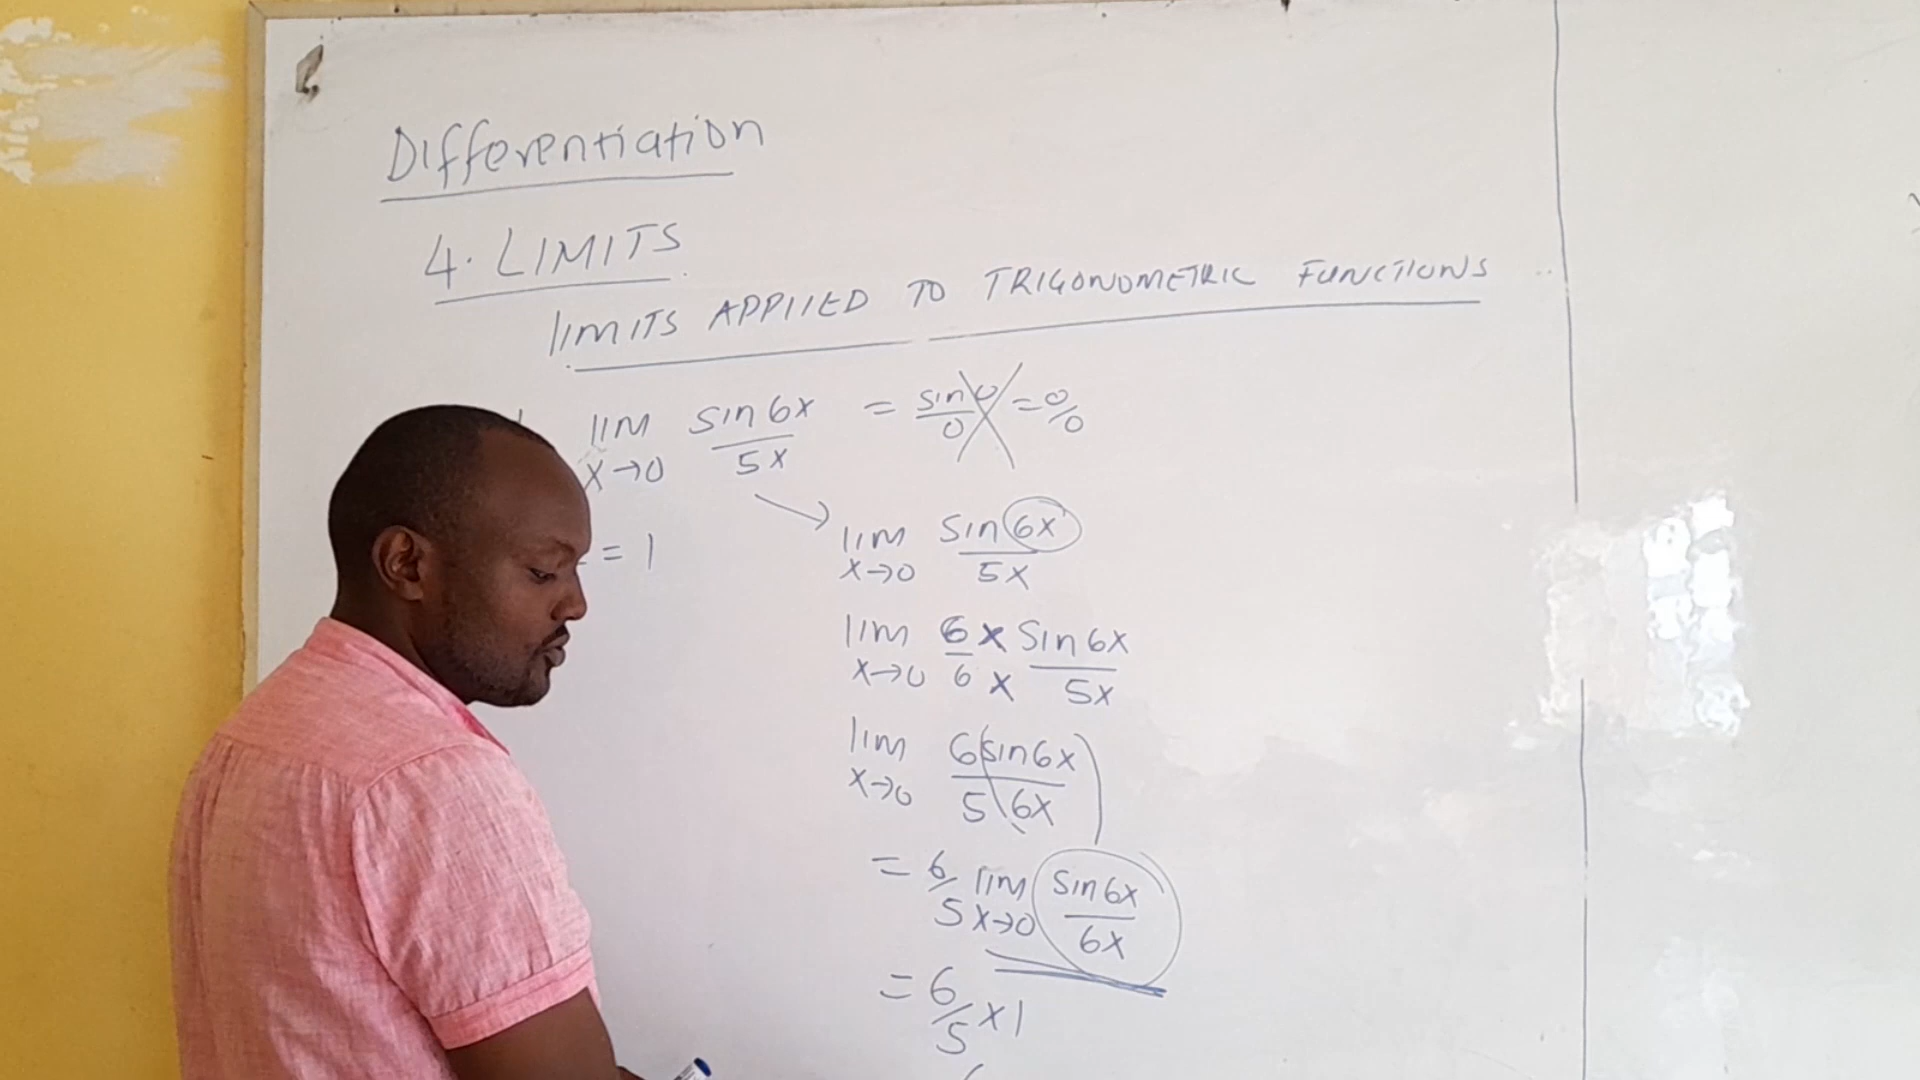 Differentiation
4. LIMITS
LIMITS APPLIED TO TRIGONOMETRIC FUNCTIONS
lim x→0 sin 6x / 5x = sin 0 / 0 = 0/0
= 1
lim x→0 sin 6x / 5x
lim x→0 6/6 x x sin 6x / 5x
lim x→0 6 sin 6x / 5 6x
= 6/5 lim x→0 sin 6x / 6x
= 6/5 x 1